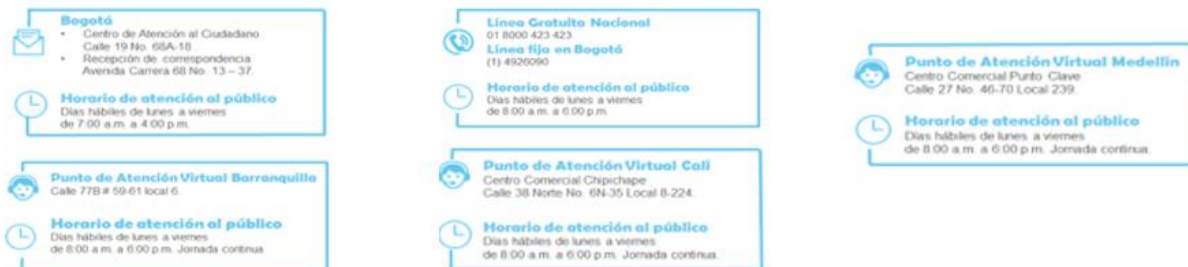 Bogotá
• Centro de Atención al Ciudadano
Calle 19 No. 68A-18.
• Recepción de correspondencia
Avenida Carrera 68 No. 13 – 37.
Horario de atención al público
Días hábiles de lunes a viernes
de 7:00 a.m. a 4:00 p.m.
Línea Gratuita Nacional
01 8000 423 423
Línea fija en Bogotá
(1) 4926090
Horario de atención al público
Días hábiles de lunes a viernes
de 8:00 a.m. a 6:00 p.m.
Punto de Atención Virtual Medellín
Centro Comercial Punto Clave
Calle 27 No. 46-70 Local 239.
Horario de atención al público
Días hábiles de lunes a viernes
de 8:00 a.m. a 6:00 p.m. Jornada continua.
Punto de Atención Virtual Barranquilla
Calle 77B # 59-61 local 6.
Horario de atención al público
Días hábiles de lunes a viernes
de 8:00 a.m. a 6:00 p.m. Jornada continua
Punto de Atención Virtual Cali
Centro Comercial Chipichape
Calle 38 Norte No. 6N-35 Local 8-224.
Horario de atención al público
Días hábiles de lunes a viernes
de 8:00 a.m. a 6:00 p.m. Jornada continua.